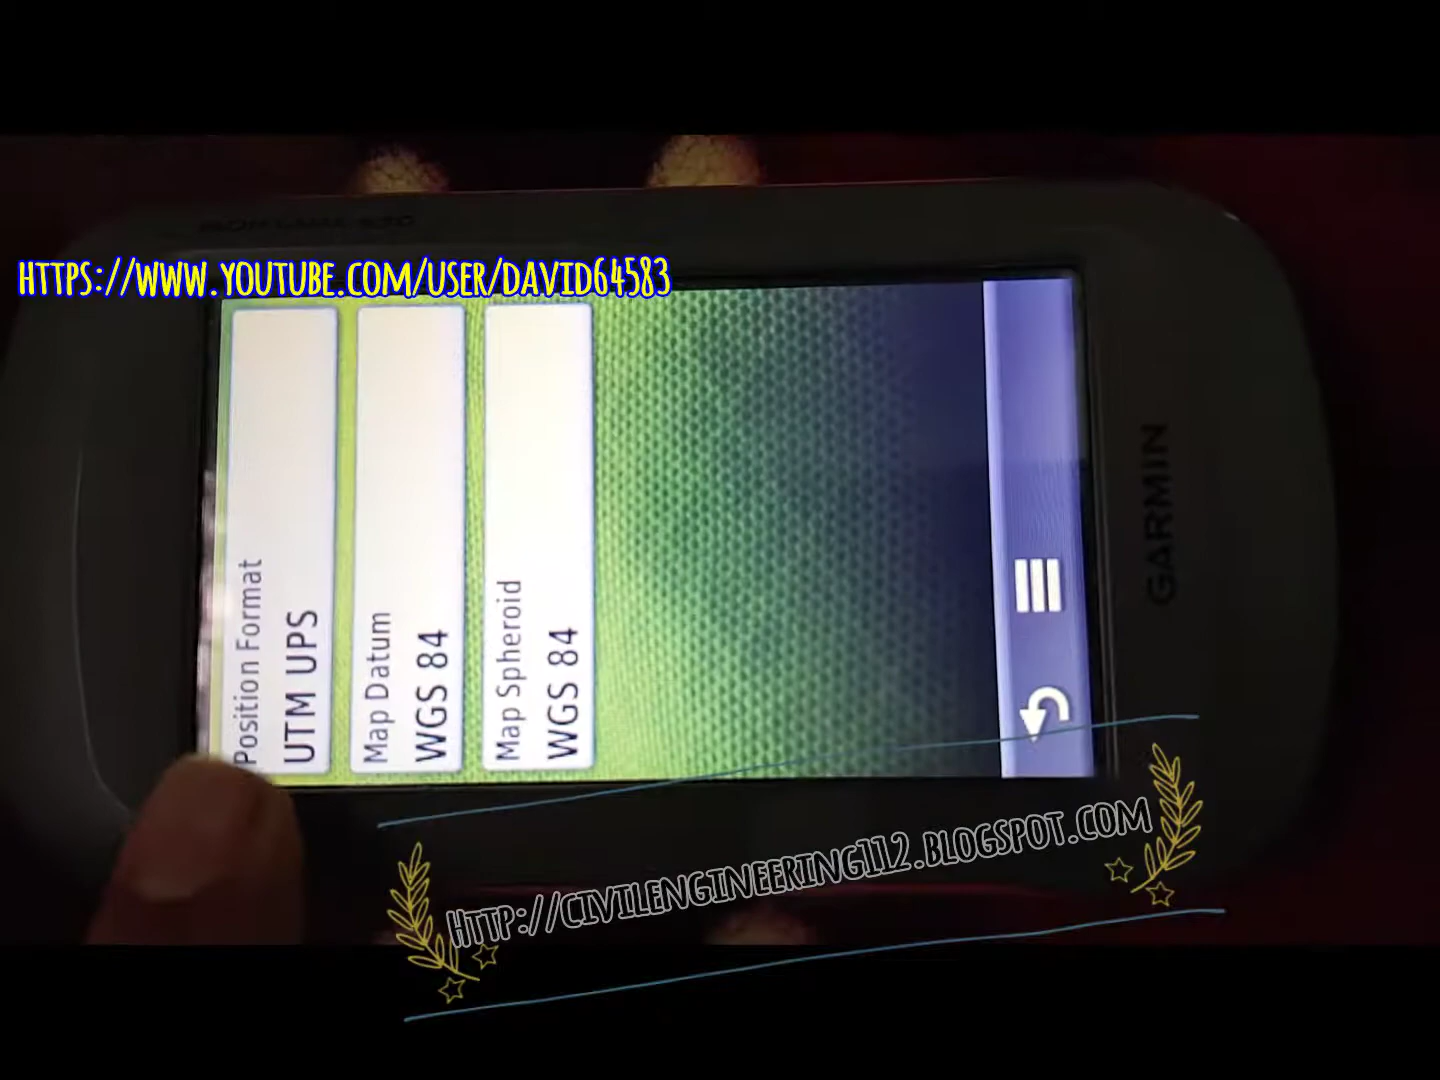 HTTPS://WWW.YOUTUBE.COM/USER/DAVID64583
Position Format
UTM UPS
Map Datum
WGS 84
Map Spheroid
WGS 84
GARMIN
HTTP://CIVILENGINEERING112.BLOGSPOT.COM